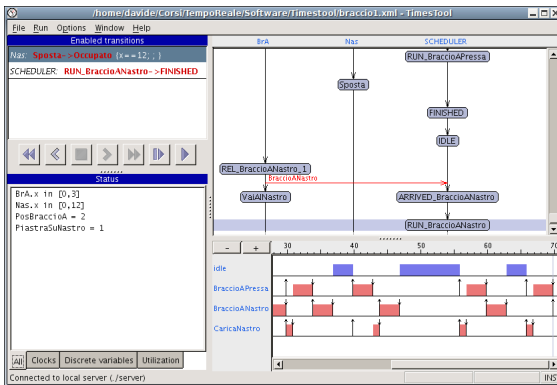 /home/davide/Corsi/TempoReale/Software/Timestool/braccio1.xml - TimesTool
File Run Options Window Help
Enabled transitions
Nas: Sposta->Occupato (x==12; ; )
SCHEDULER: RUN_BraccioANastro->FINISHED
Status
BrA.x in [0,3]
Nas.x in [0,12]
PosBraccioA = 2
PiastraSuNastro = 1
All Clocks Discrete variables Utilization
BrA Nas SCHEDULER
RUN_BraccioAPressa
Sposta
FINISHED
IDLE
REL_BraccioANastro_1
BraccioANastro
VaiAlNastro ARRIVED_BraccioANastro
RUN_BraccioANastro
- +
30 40 50 60 70
idle
BraccioAPressa
BraccioANastro
CaricaNastro
Connected to local server (./server)
INS